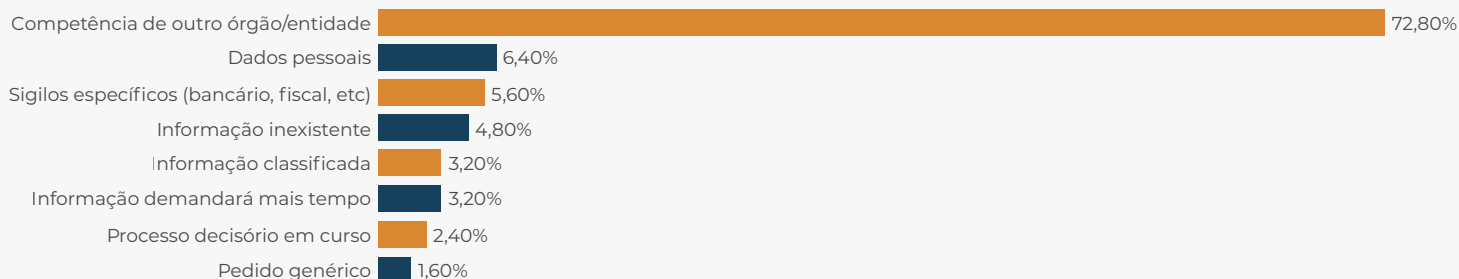 Competência de outro órgão/entidade 72,80%
Dados pessoais 6,40%
Sigilos específicos (bancário, fiscal, etc) 5,60%
Informação inexistente 4,80%
Informação classificada 3,20%
Informação demandará mais tempo 3,20%
Processo decisório em curso 2,40%
Pedido genérico 1,60%